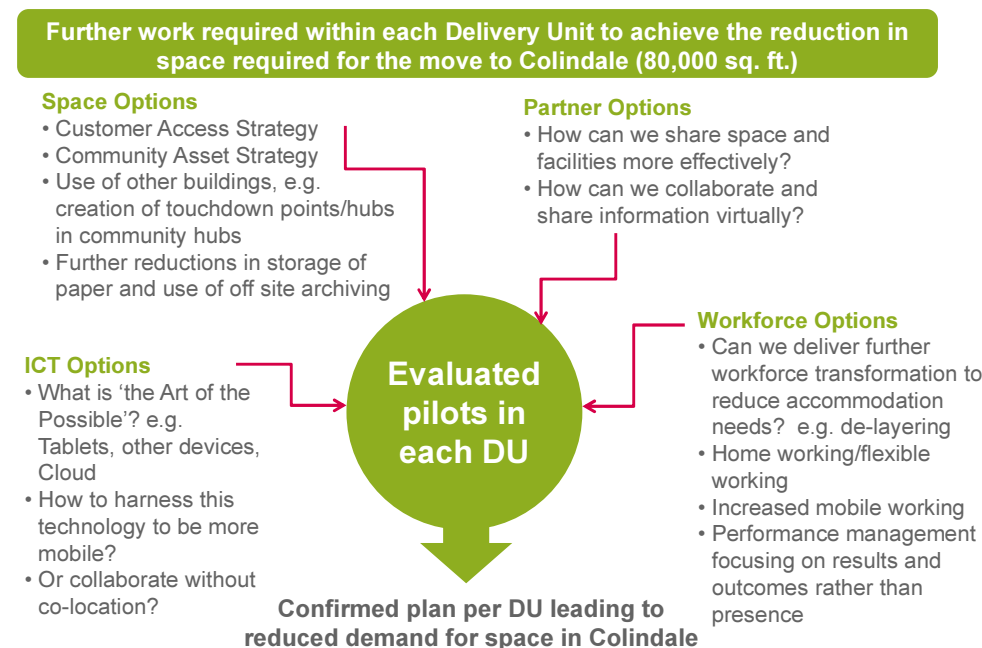 Further work required within each Delivery Unit to achieve the reduction in
space required for the move to Colindale (80,000 sq. ft.)
Space Options
• Customer Access Strategy
• Community Asset Strategy
• Use of other buildings, e.g.
creation of touchdown points/hubs
in community hubs
• Further reductions in storage of
paper and use of off site archiving
Partner Options
• How can we share space and
facilities more effectively?
• How can we collaborate and
share information virtually?
ICT Options
• What is ‘the Art of the
Possible’? e.g.
Tablets, other devices,
Cloud
• How to harness this
technology to be more
mobile?
• Or collaborate without
co-location?
Evaluated
pilots in
each DU
Workforce Options
• Can we deliver further
workforce transformation to
reduce accommodation
needs?  e.g. de-layering
• Home working/flexible
working
• Increased mobile working
• Performance management
focusing on results and
outcomes rather than
presence
Confirmed plan per DU leading to
reduced demand for space in Colindale